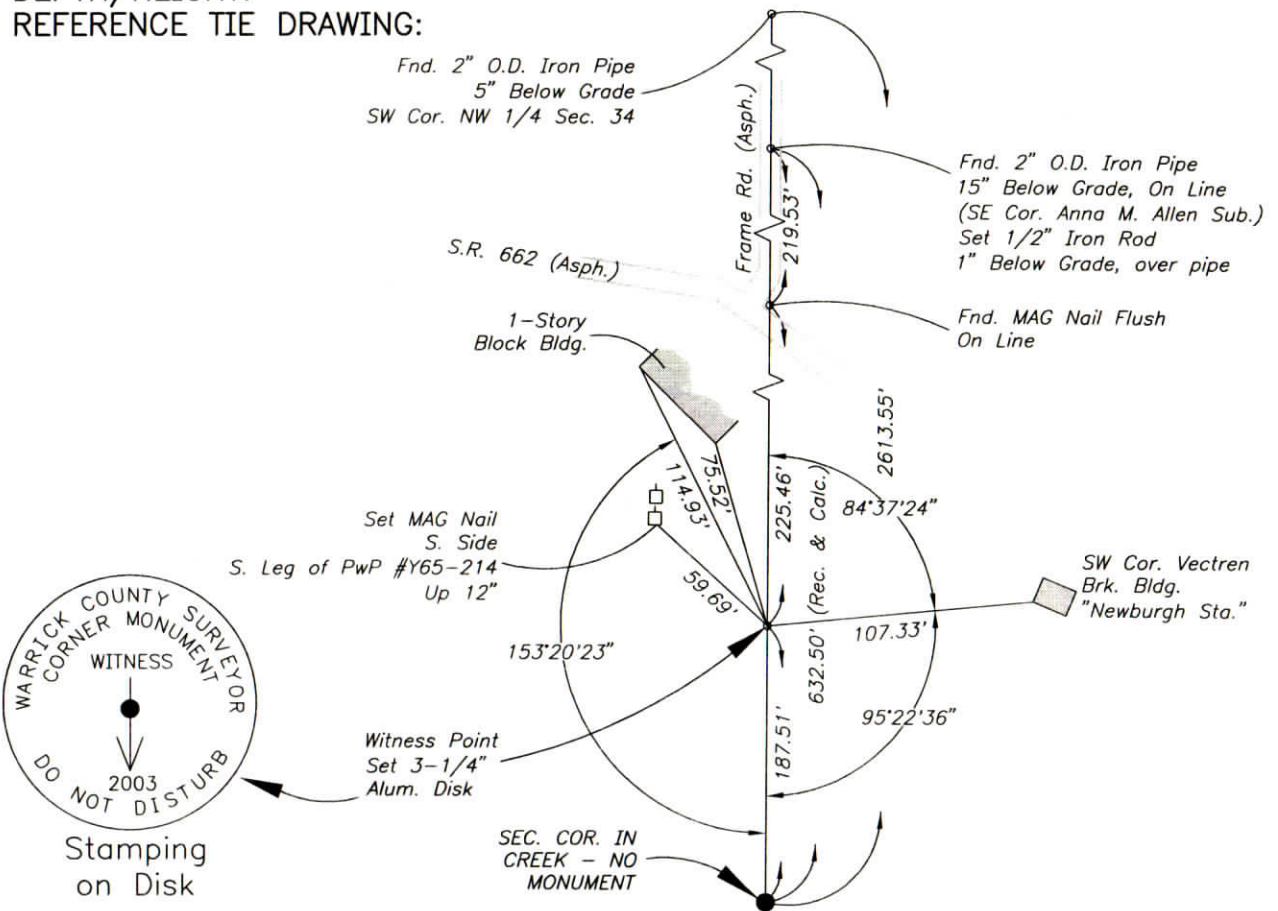 REFERENCE TIE DRAWING:
Fnd. 2" O.D. Iron Pipe
5" Below Grade
SW Cor. NW 1/4 Sec. 34
Frame Rd. (Asph.)
219.53'
Fnd. 2" O.D. Iron Pipe
15" Below Grade, On Line
(SE Cor. Anna M. Allen Sub.)
Set 1/2" Iron Rod
1" Below Grade, over pipe
S.R. 662 (Asph.)
Fnd. MAG Nail Flush
On Line
1-Story
Block Bldg.
2613.55'
75.52'
114.93'
225.46'
84°37'24"
Set MAG Nail
S. Side
S. Leg of PwP #Y65-214
Up 12"
59.69'
632.50' (Rec. & Calc.)
SW Cor. Vectren
Brk. Bldg.
"Newburgh Sta."
107.33'
153°20'23"
95°22'36"
187.51'
WARRICK COUNTY SURVEYOR
CORNER MONUMENT
WITNESS
2003
DO NOT DISTURB
Witness Point
Set 3-1/4"
Alum. Disk
Stamping
on Disk
SEC. COR. IN
CREEK - NO
MONUMENT